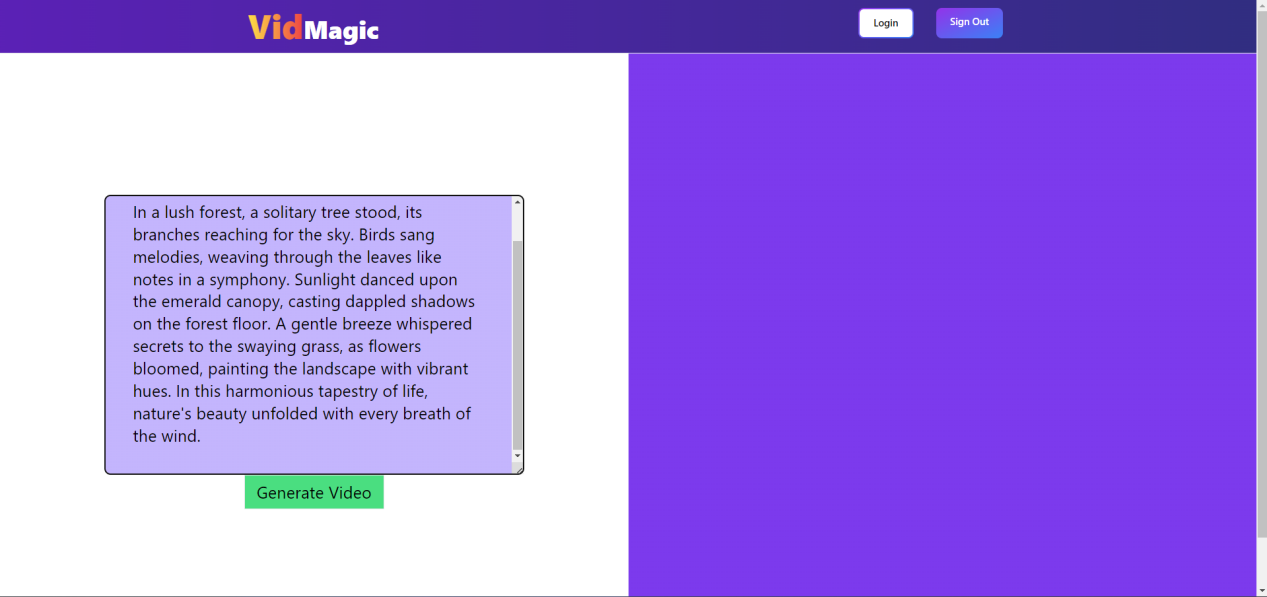 VidMagic
Login
Sign Out
In a lush forest, a solitary tree stood, its
branches reaching for the sky. Birds sang
melodies, weaving through the leaves like
notes in a symphony. Sunlight danced upon
the emerald canopy, casting dappled shadows
on the forest floor. A gentle breeze whispered
secrets to the swaying grass, as flowers
bloomed, painting the landscape with vibrant
hues. In this harmonious tapestry of life,
nature's beauty unfolded with every breath of
the wind.
Generate Video